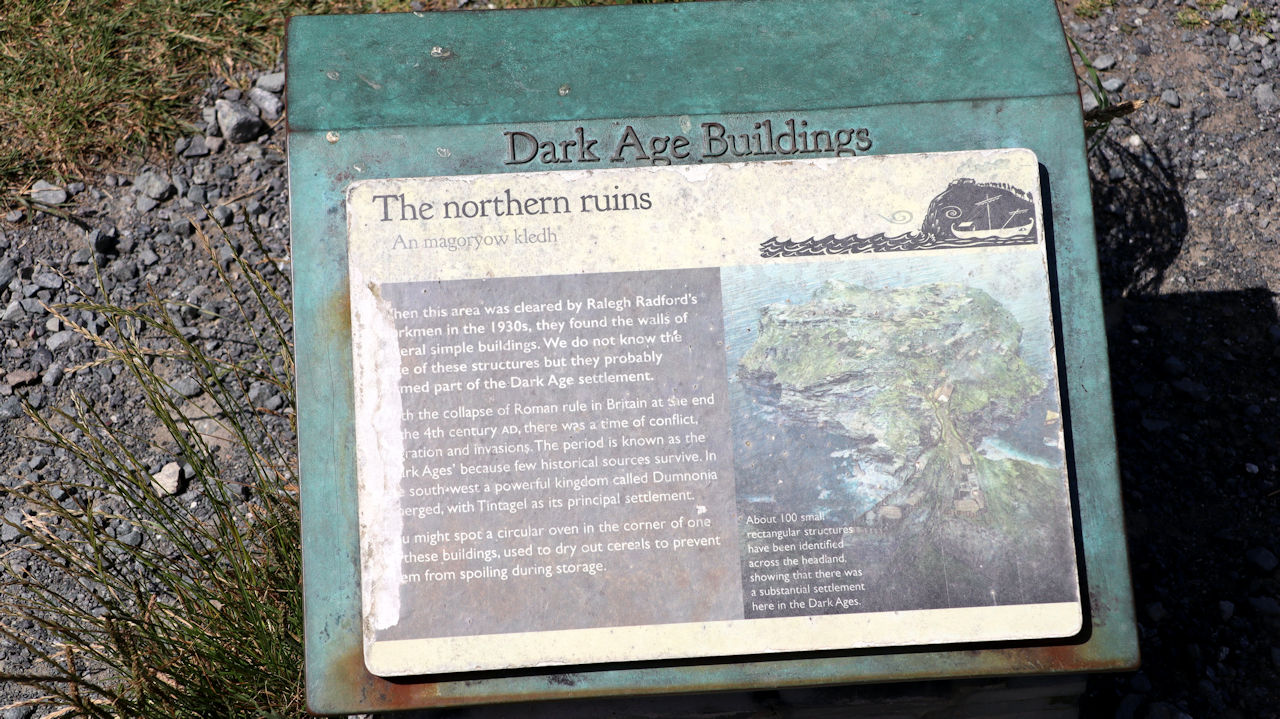 Dark Age Buildings
The northern ruins
An magoryow kledh
hen this area was cleared by Ralegh Radford's
rkmen in the 1930s, they found the walls of
eral simple buildings. We do not know the
e of these structures but they probably
med part of the Dark Age settlement.
th the collapse of Roman rule in Britain at the end
the 4th century AD, there was a time of conflict,
gration and invasions. The period is known as the
ark Ages' because few historical sources survive. In
e south-west a powerful kingdom called Dumnonia
erged, with Tintagel as its principal settlement.
u might spot a circular oven in the corner of one
these buildings, used to dry out cereals to prevent
em from spoiling during storage.
About 100 small
rectangular structures
have been identified
across the headland,
showing that there was
a substantial settlement
here in the Dark Ages.